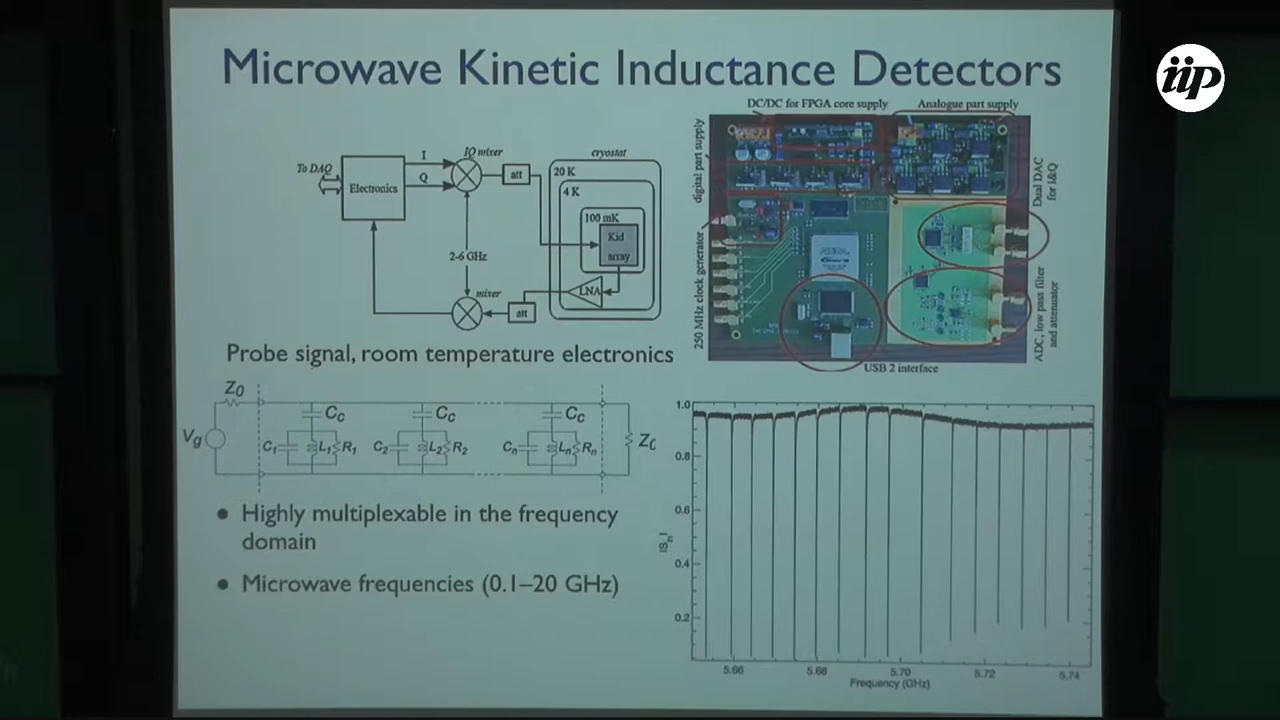 Microwave Kinetic Inductance Detectors
iip
DC/DC for FPGA core supply
Analogue part supply
digital part supply
250 MHz clock generator
Dual DAC
for I&Q
ADC, low pass filter
and attenuator
USB 2 interface
To DAQ
Electronics
I
Q
IQ mixer
att
cryostat
20 K
4 K
100 mK
Kid
array
2-6 GHz
LNA
mixer
att
Probe signal, room temperature electronics
Z0
Vg
Cc
Cc
Cc
C1
L1
R1
C2
L2
R2
Cn
Ln
Rn
Highly multiplexable in the frequency
domain
Microwave frequencies (0.1–20 GHz)
1.0
0.8
0.6
0.4
0.2
5.66
5.68
5.70
5.72
5.74
Frequency (GHz)